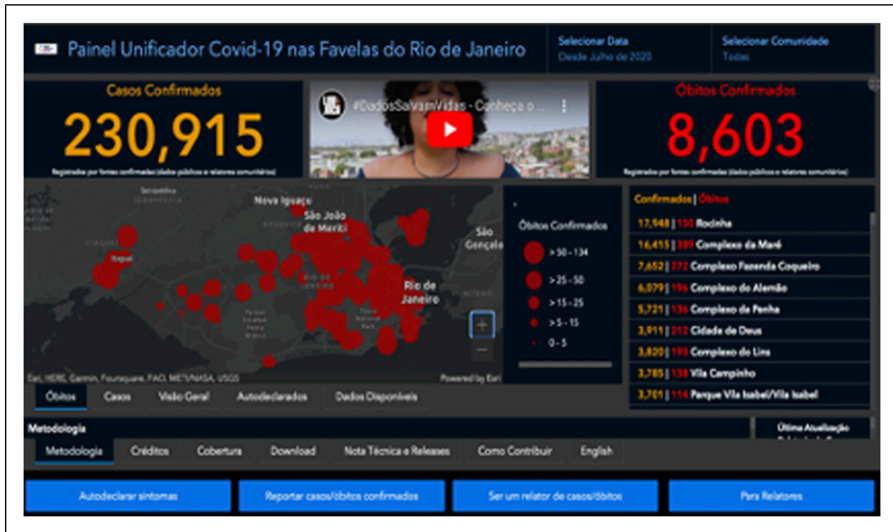 Painel Unificador Covid-19 nas Favelas do Rio de Janeiro
Selecionar Data
Desde Julho de 2020
Selecionar Comunidade
Todas
Casos Confirmados
230,915
Registrados por fontes confirmadas (dados públicos e relatores comunitários)
#DadosSalvamVidas - Conheça o ...
Óbitos Confirmados
8,603
Registrados por fontes confirmadas (dados públicos e relatores comunitários)
Seropédica
Nova Iguaçu
São João
de Meriti
São
Gonçalo
Itaguaí
Rio de
Janeiro
RIO DE
JANEIRO
Esri, HERE, Garmin, Foursquare, FAO, METI/NASA, USGS
Powered by Esri
Óbitos Confirmados
> 50 - 134
> 25 - 50
> 15 - 25
> 5 - 15
0 - 5
Confirmados | Óbitos
17,948 | 150 Rocinha
16,415 | 389 Complexo da Maré
7,652 | 272 Complexo Fazenda Coqueiro
6,079 | 196 Complexo do Alemão
5,721 | 136 Complexo da Penha
3,911 | 212 Cidade de Deus
3,820 | 193 Complexo do Lins
3,785 | 138 Vila Campinho
3,701 | 114 Parque Vila Isabel/Vila Isabel
Óbitos
Casos
Visão Geral
Autodeclarados
Dados Disponíveis
Metodologia
Última Atualização
Metodologia
Créditos
Cobertura
Download
Nota Técnica e Releases
Como Contribuir
English
Autodeclarar sintomas
Reportar casos/óbitos confirmados
Ser um relator de casos/óbitos
Para Relatores